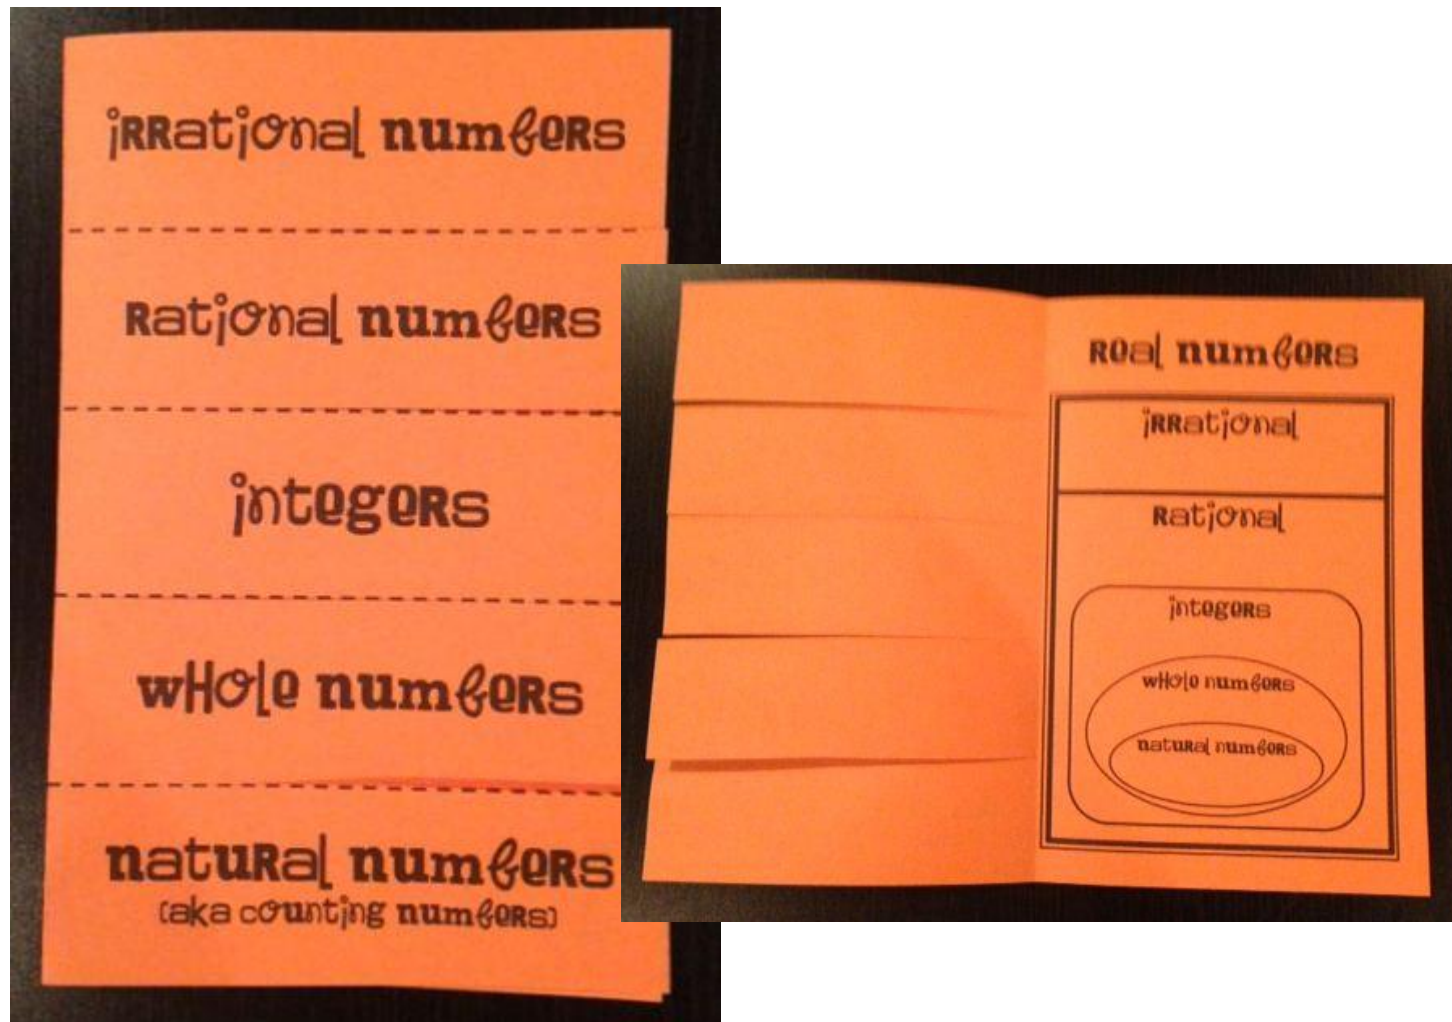 iRRational numbeRs
Rational numbeRs
integeRs
wHole numbeRs
natuRal numbeRs
(aka counting numbeRs)
Real numbeRs
iRRational
Rational
integeRs
wHole numbeRs
natuRal numbeRs